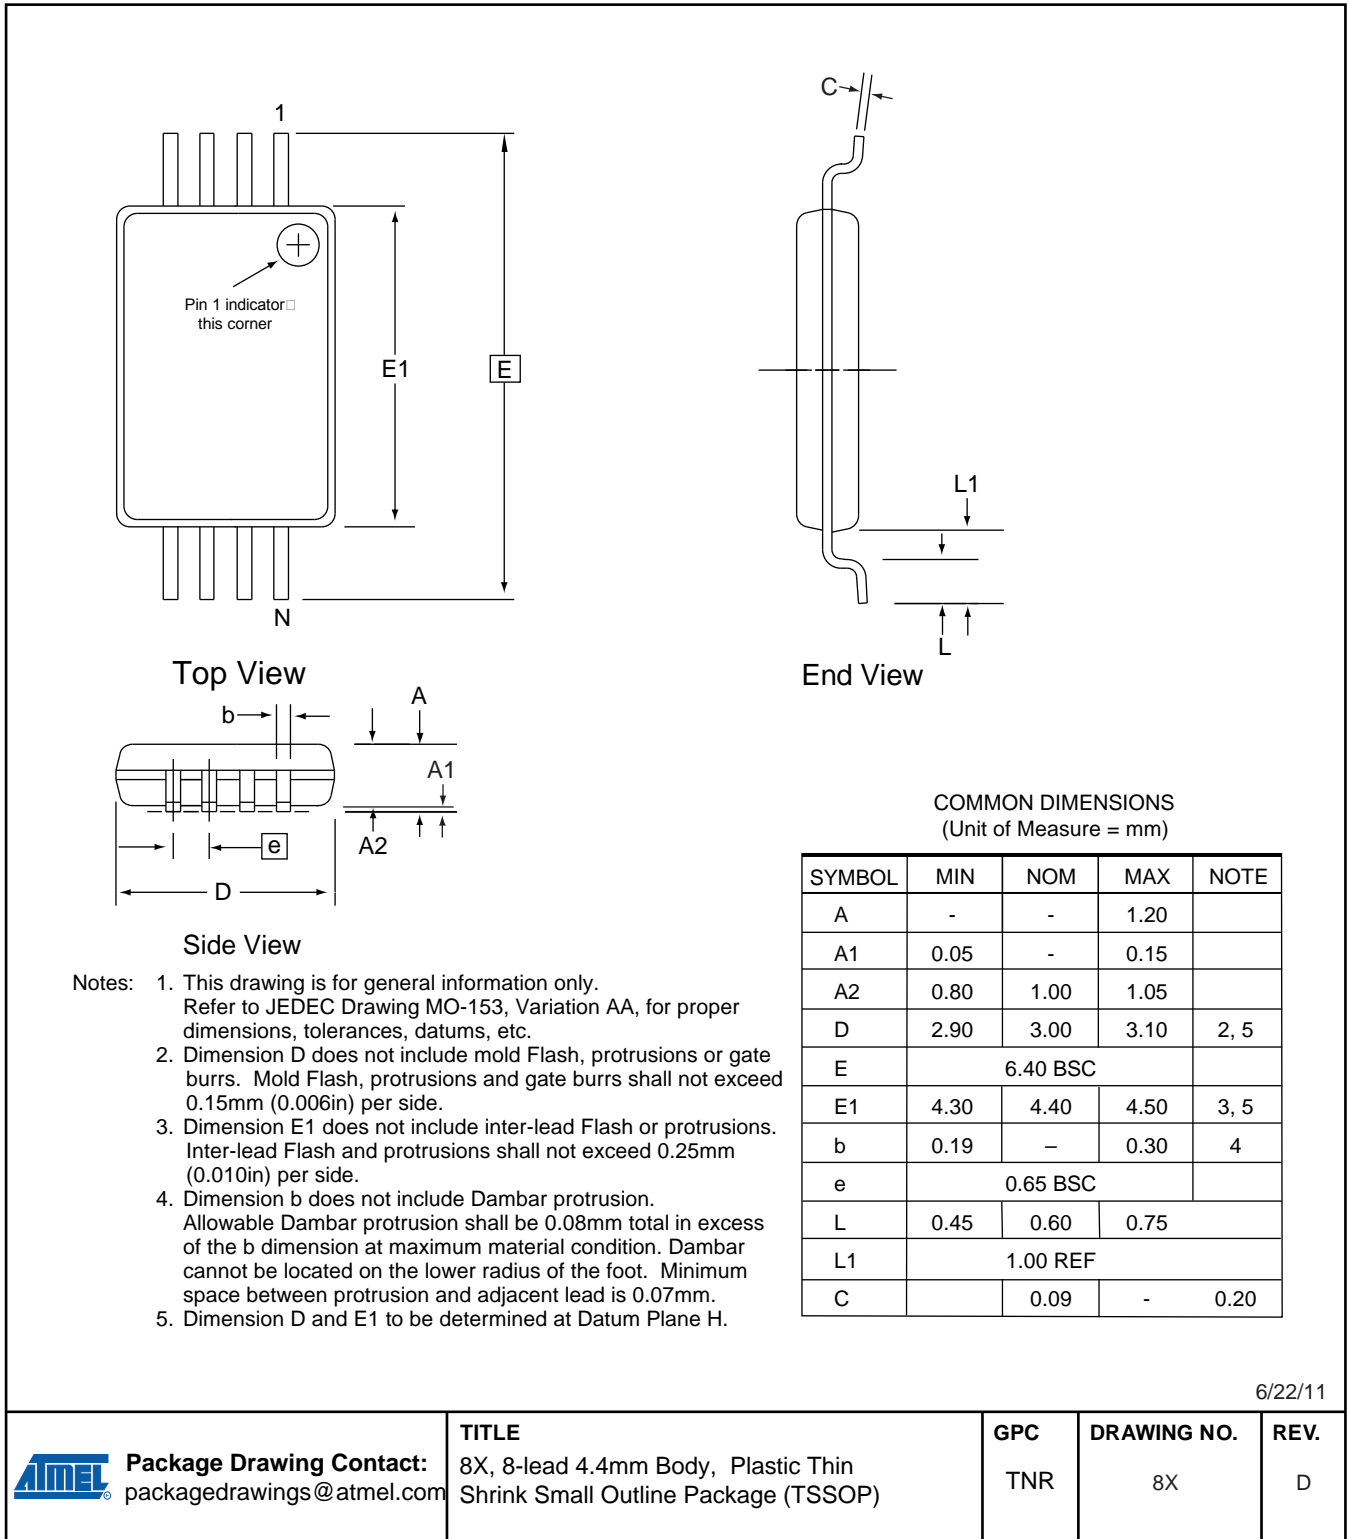 1
C
Pin 1 indicator□
this corner
E1
E
L1
N
L
Top View
End View
b
A
A1
e
A2
D
Side View
COMMON DIMENSIONS
(Unit of Measure = mm)
SYMBOL MIN NOM MAX NOTE
A - - 1.20
A1 0.05 - 0.15
A2 0.80 1.00 1.05
D 2.90 3.00 3.10 2, 5
E 6.40 BSC
E1 4.30 4.40 4.50 3, 5
b 0.19 – 0.30 4
e 0.65 BSC
L 0.45 0.60 0.75
L1 1.00 REF
C 0.09 - 0.20
Notes: 1. This drawing is for general information only.
Refer to JEDEC Drawing MO-153, Variation AA, for proper
dimensions, tolerances, datums, etc.
2. Dimension D does not include mold Flash, protrusions or gate
burrs. Mold Flash, protrusions and gate burrs shall not exceed
0.15mm (0.006in) per side.
3. Dimension E1 does not include inter-lead Flash or protrusions.
Inter-lead Flash and protrusions shall not exceed 0.25mm
(0.010in) per side.
4. Dimension b does not include Dambar protrusion.
Allowable Dambar protrusion shall be 0.08mm total in excess
of the b dimension at maximum material condition. Dambar
cannot be located on the lower radius of the foot. Minimum
space between protrusion and adjacent lead is 0.07mm.
5. Dimension D and E1 to be determined at Datum Plane H.
6/22/11
ATMEL
Package Drawing Contact:
packagedrawings@atmel.com
TITLE
8X, 8-lead 4.4mm Body, Plastic Thin
Shrink Small Outline Package (TSSOP)
GPC
TNR
DRAWING NO.
8X
REV.
D